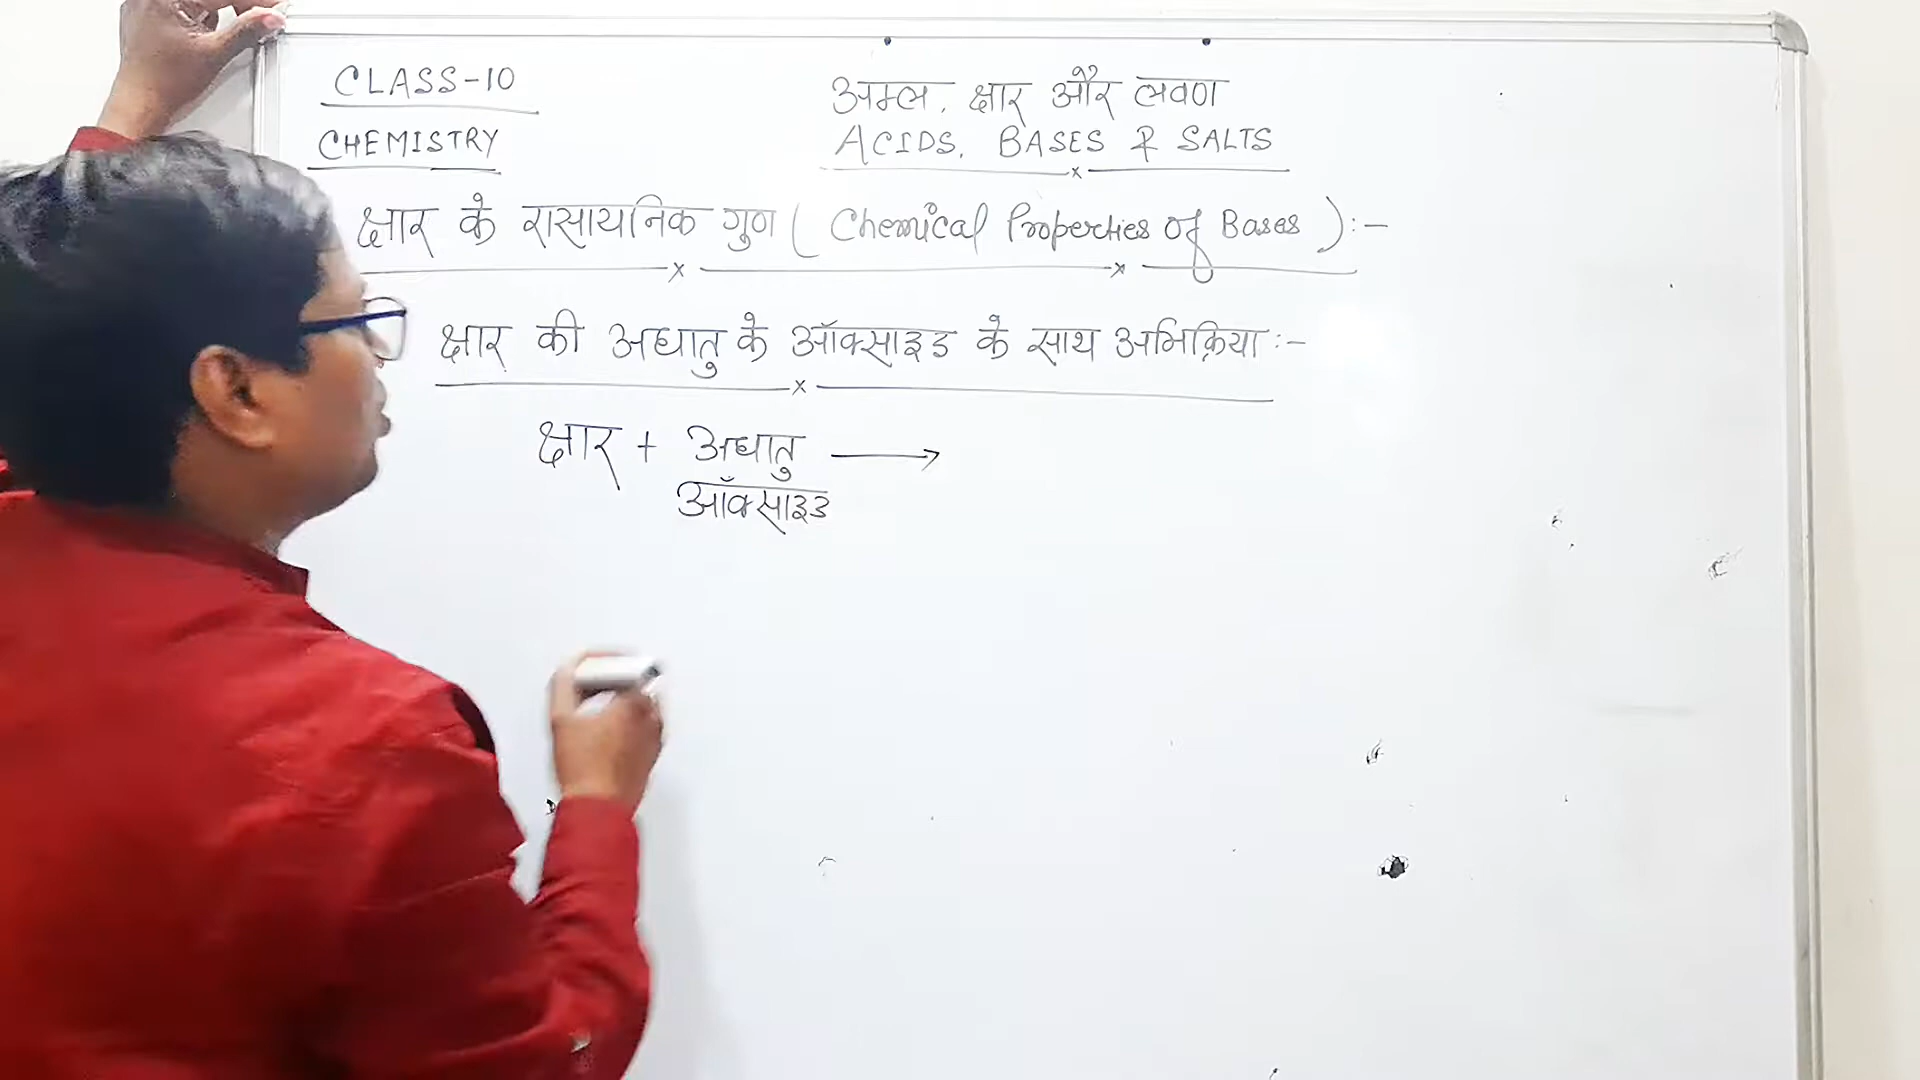 CLASS-10
CHEMISTRY
अम्ल, क्षार और लवण
ACIDS, BASES & SALTS
क्षार के रासायनिक गुण ( Chemical Properties of Bases ):-
क्षार की अधातु के ऑक्साइड के साथ अभिक्रिया :-
क्षार + अधातु →
ऑक्साइड